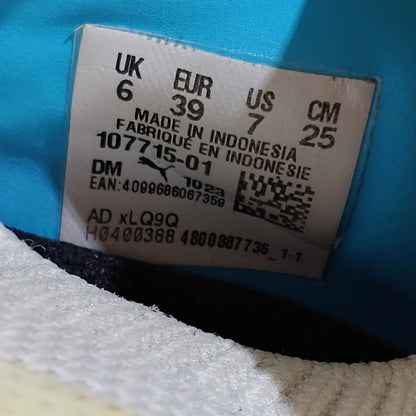 UK EUR US CM
6 39 7 25
MADE IN INDONESIA
FABRIQUÉ EN INDONESIE
107715-01
DM 1023
EAN:4099686067359
AD xLQ9Q
H0400388 4800887736_1-1